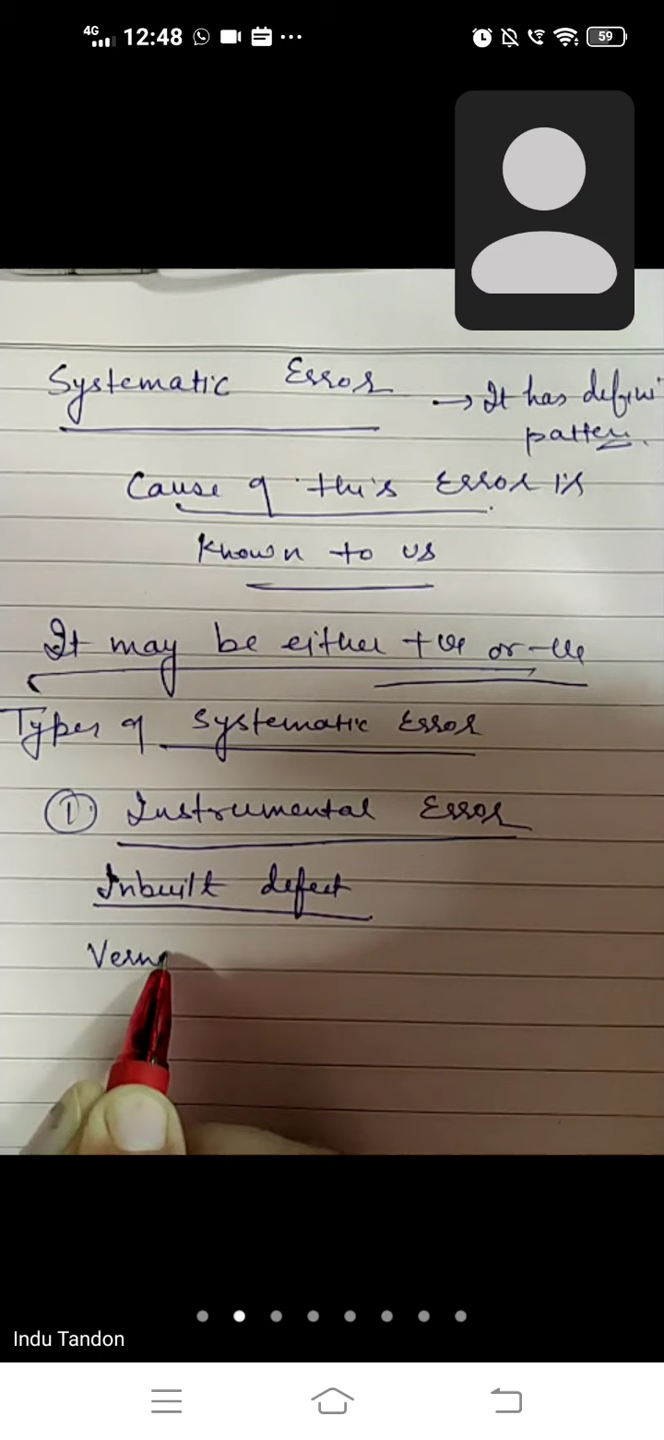 4G 12:48 59
Systematic Error → It has defini
pattern.
Cause of this Error is
Known to us
It may be either +ve or -ve
Types of Systematic Error
① Instrumental Error
Inbuilt defect
Vern
Indu Tandon